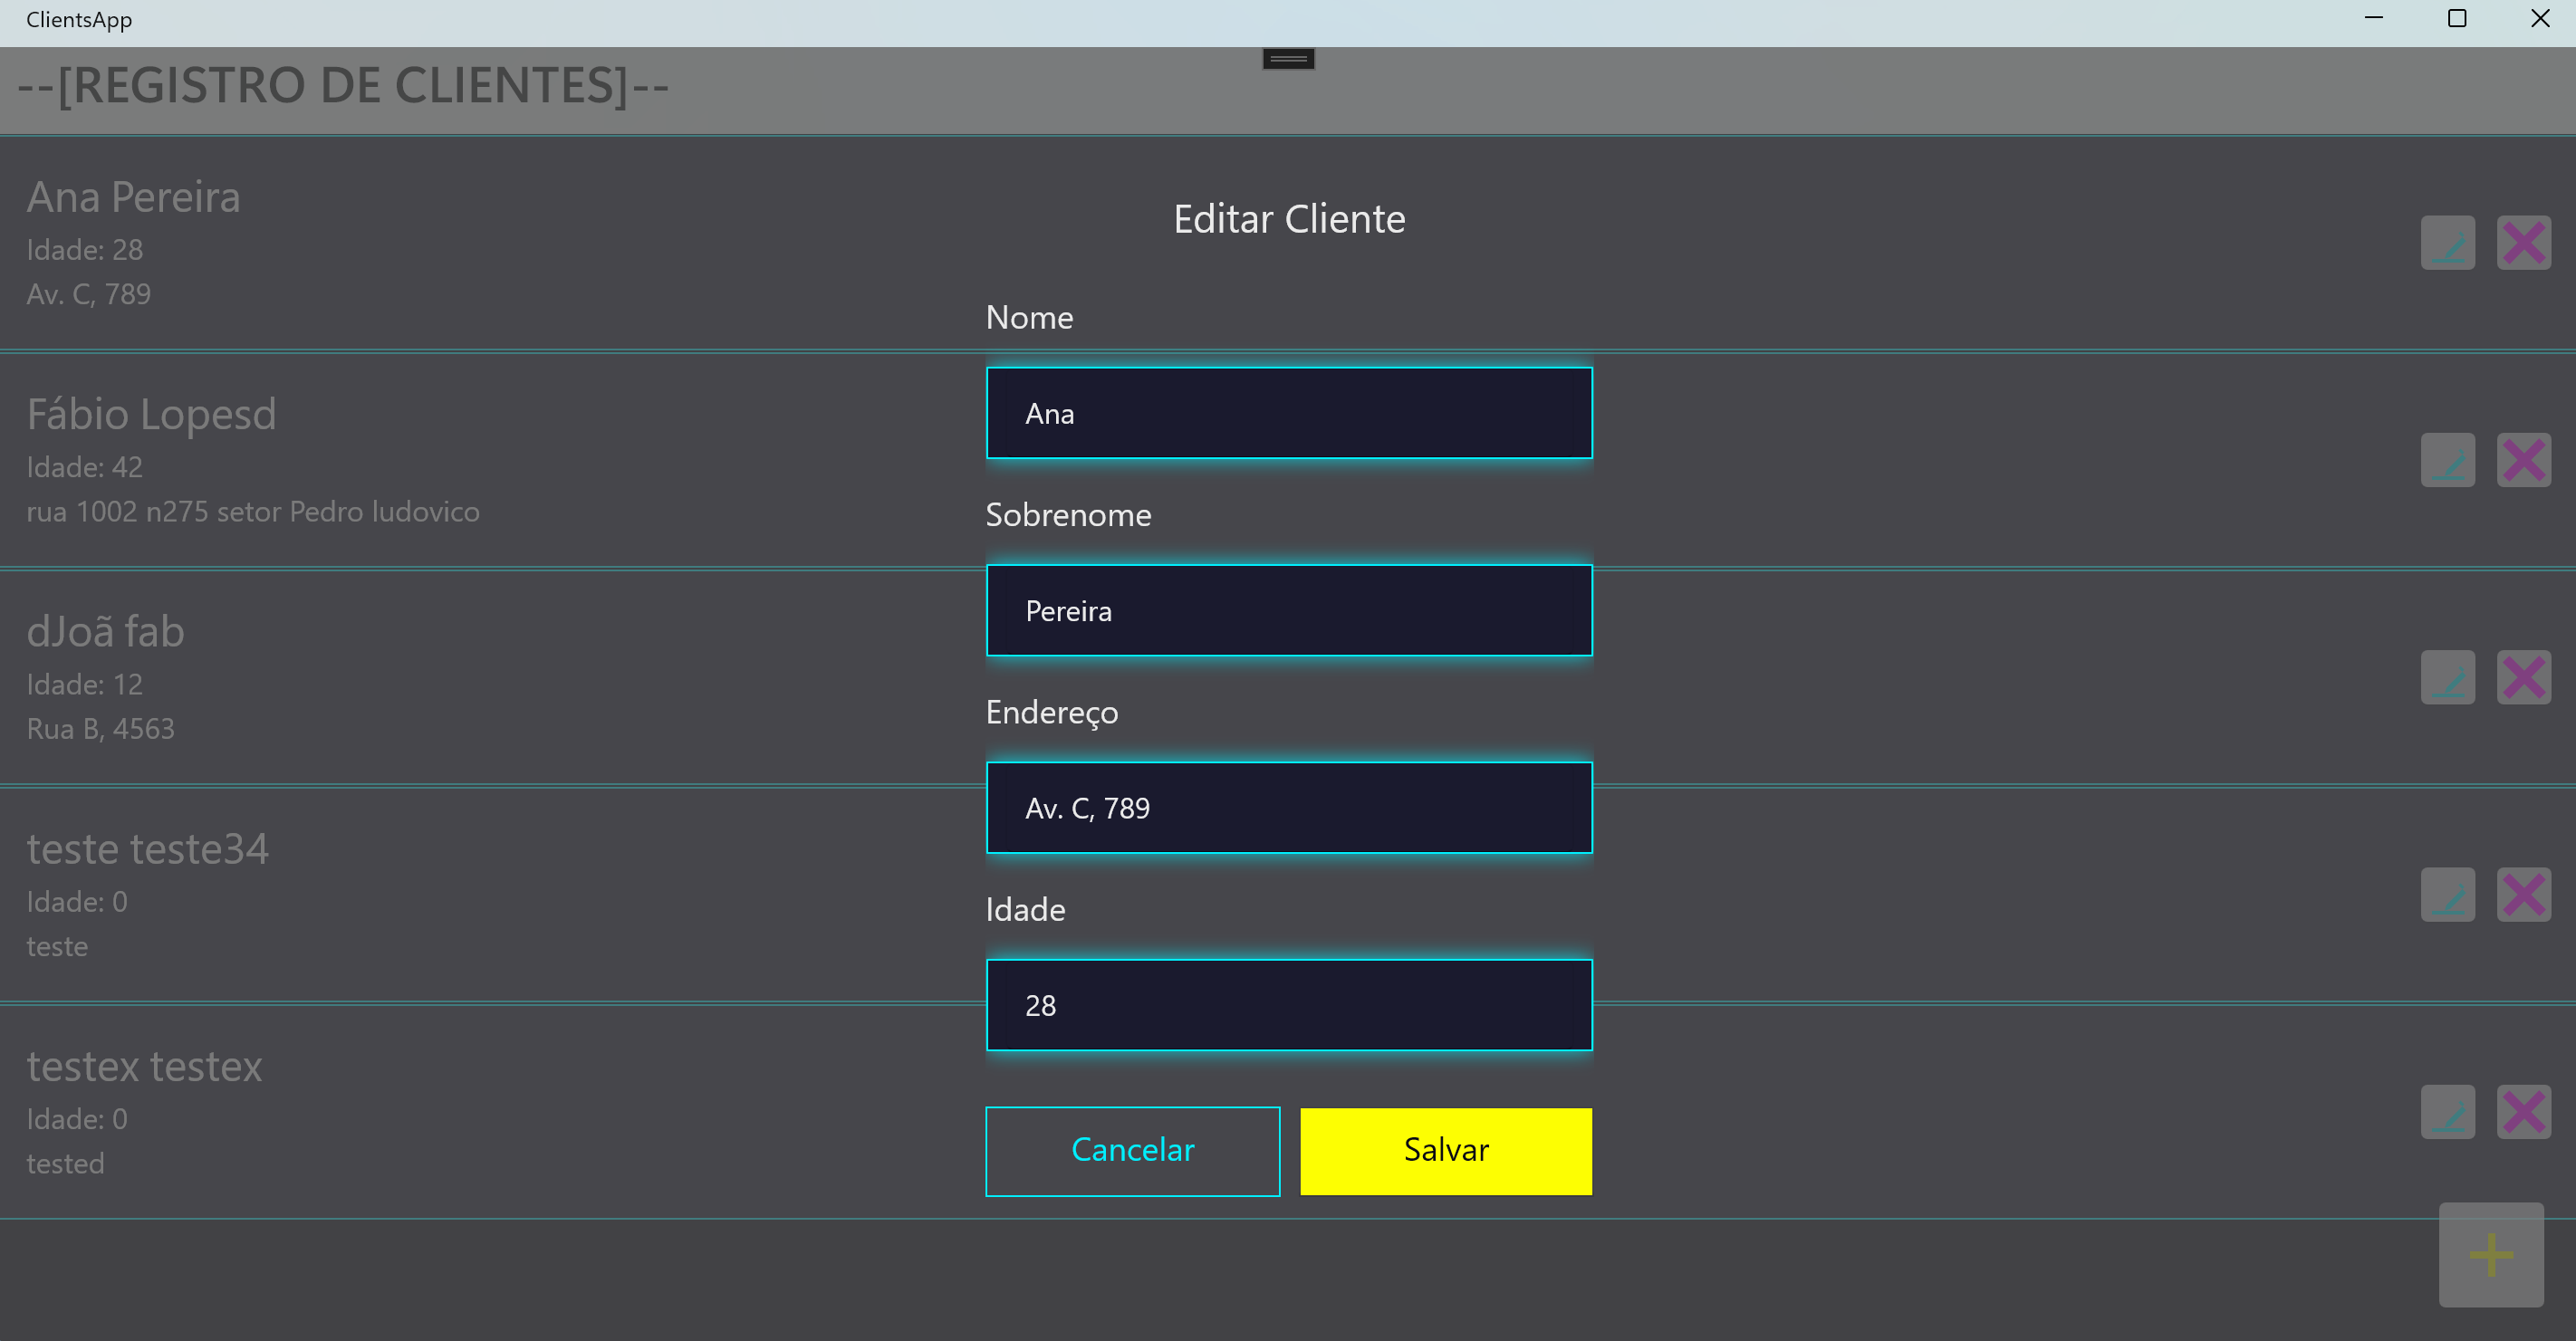 ClientsApp
--[REGISTRO DE CLIENTES]--
Ana Pereira
Idade: 28
Av. C, 789
Fábio Lopesd
Idade: 42
rua 1002 n275 setor Pedro ludovico
dJoã fab
Idade: 12
Rua B, 4563
teste teste34
Idade: 0
teste
testex testex
Idade: 0
tested
Editar Cliente
Nome
Ana
Sobrenome
Pereira
Endereço
Av. C, 789
Idade
28
Cancelar
Salvar